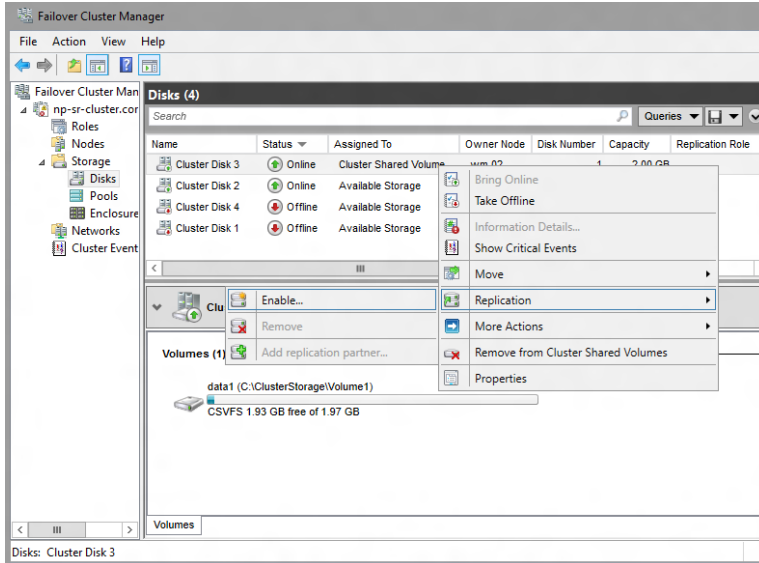 Failover Cluster Manager
File Action View Help
Failover Cluster Man
np-sr-cluster.cor
Roles
Nodes
Storage
Disks
Pools
Enclosure
Networks
Cluster Event
Disks (4)
Search
Queries
Name Status Assigned To Owner Node Disk Number Capacity Replication Role
Cluster Disk 3 Online Cluster Shared Volume wm-02 1 2.00 GB
Cluster Disk 2 Online Available Storage
Cluster Disk 4 Offline Available Storage
Cluster Disk 1 Offline Available Storage
Bring Online
Take Offline
Information Details...
Show Critical Events
Move
Replication
More Actions
Remove from Cluster Shared Volumes
Properties
Enable...
Remove
Add replication partner...
Clu
Volumes (1)
data1 (C:\ClusterStorage\Volume1)
CSVFS 1.93 GB free of 1.97 GB
Volumes
Disks: Cluster Disk 3